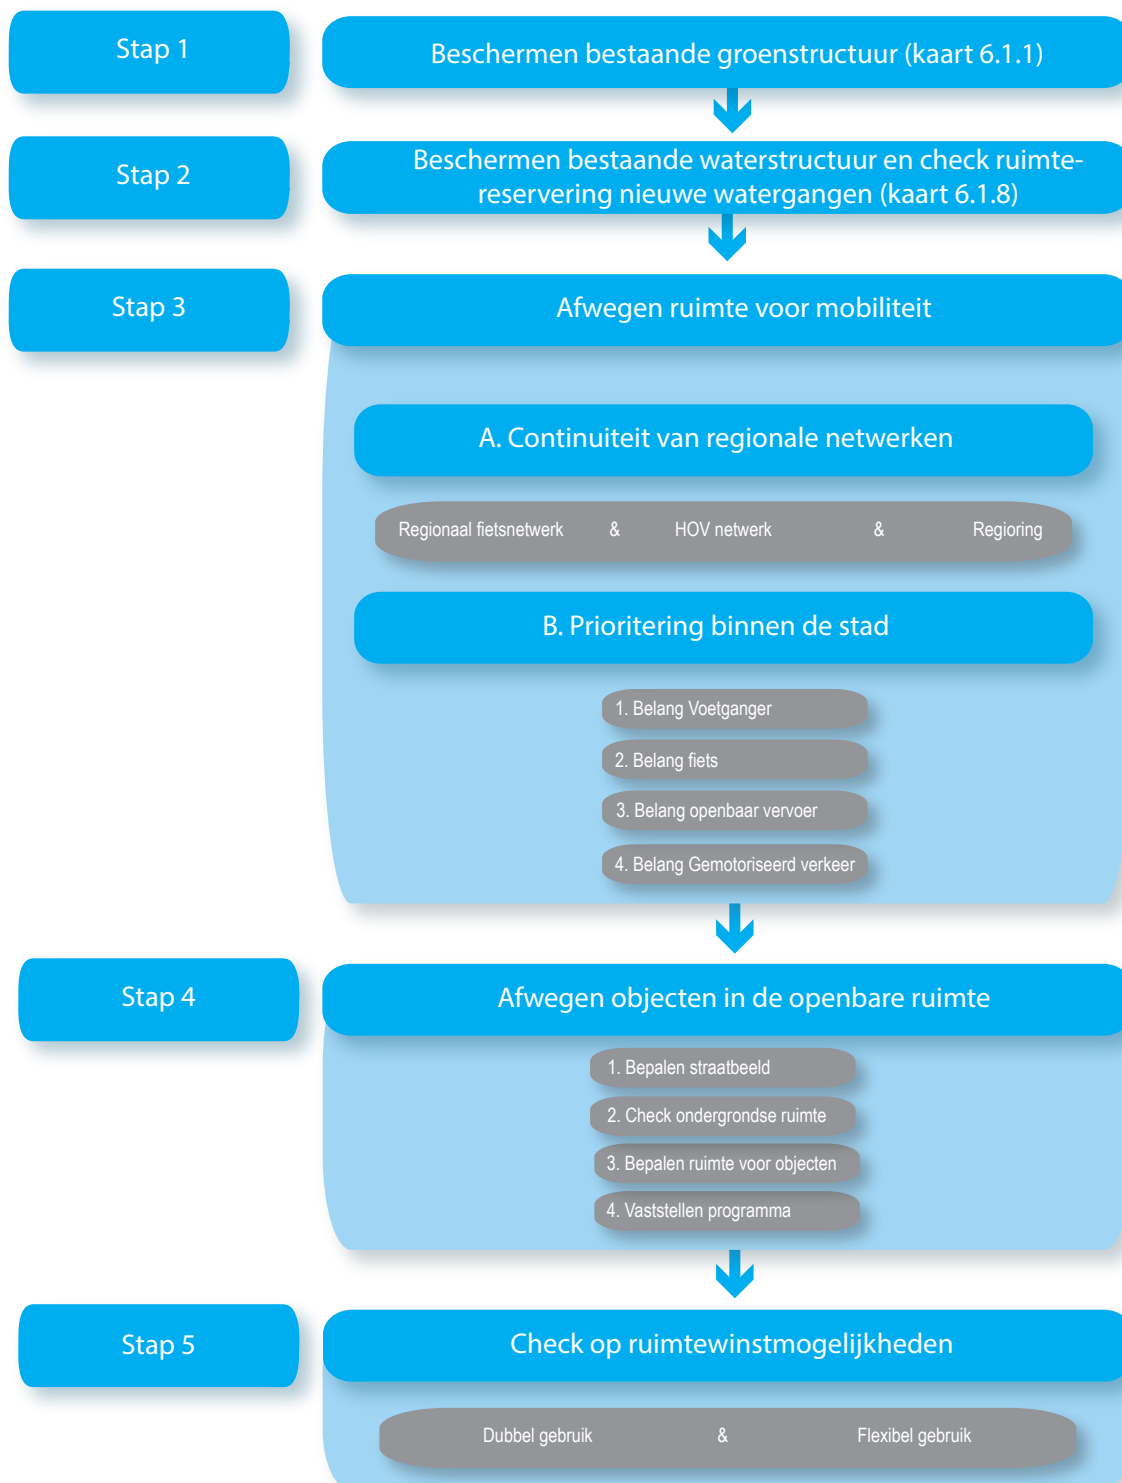 Stap 1
Beschermen bestaande groenstructuur (kaart 6.1.1)
Stap 2
Beschermen bestaande waterstructuur en check ruimte-
reservering nieuwe watergangen (kaart 6.1.8)
Stap 3
Afwegen ruimte voor mobiliteit
A. Continuiteit van regionale netwerken
Regionaal fietsnetwerk & HOV netwerk & Regioring
B. Prioritering binnen de stad
1. Belang Voetganger
2. Belang fiets
3. Belang openbaar vervoer
4. Belang Gemotoriseerd verkeer
Stap 4
Afwegen objecten in de openbare ruimte
1. Bepalen straatbeeld
2. Check ondergrondse ruimte
3. Bepalen ruimte voor objecten
4. Vaststellen programma
Stap 5
Check op ruimtewinstmogelijkheden
Dubbel gebruik & Flexibel gebruik